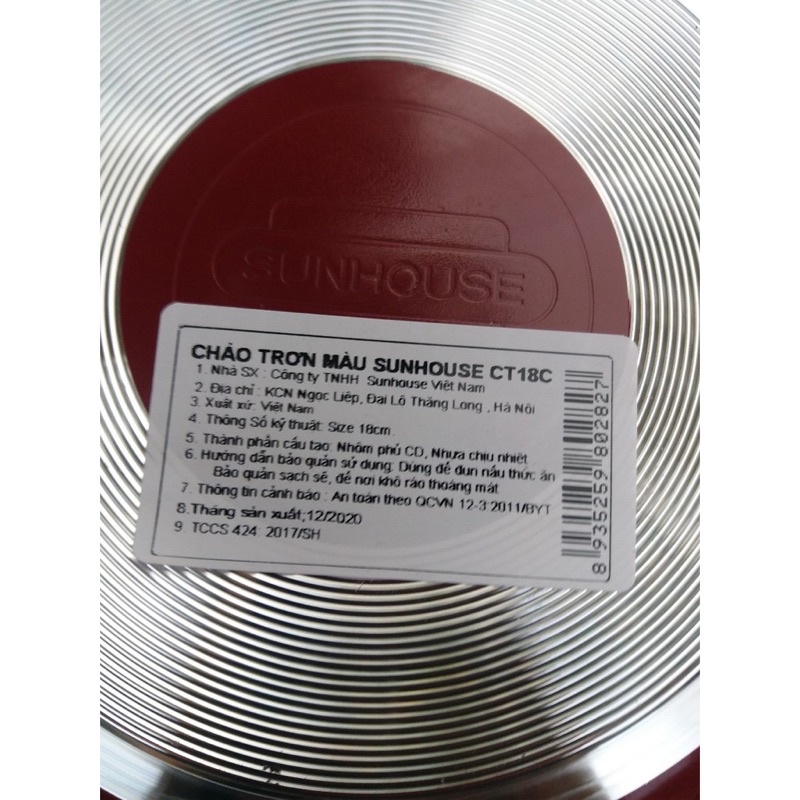 SUNHOUSE
CHẢO TRƠN MÀU SUNHOUSE CT18C
1. Nhà SX : Công ty TNHH Sunhouse Việt Nam
2. Địa chỉ : KCN Ngọc Liệp, Đại Lộ Thăng Long , Hà Nội
3. Xuất xứ: Việt Nam
4. Thông Số kỹ thuật: Size 18cm.
5. Thành phần cấu tạo: Nhôm phủ CD, Nhựa chịu nhiệt
6. Hướng dẫn bảo quản sử dụng: Dùng để đun nấu thức ăn
Bảo quản sạch sẽ, để nơi khô ráo thoáng mát
7. Thông tin cảnh báo : An toàn theo QCVN 12-3:2011/BYT
8.Tháng sản xuất;12/2020
9. TCCS 424: 2017/SH
8 935259 802827